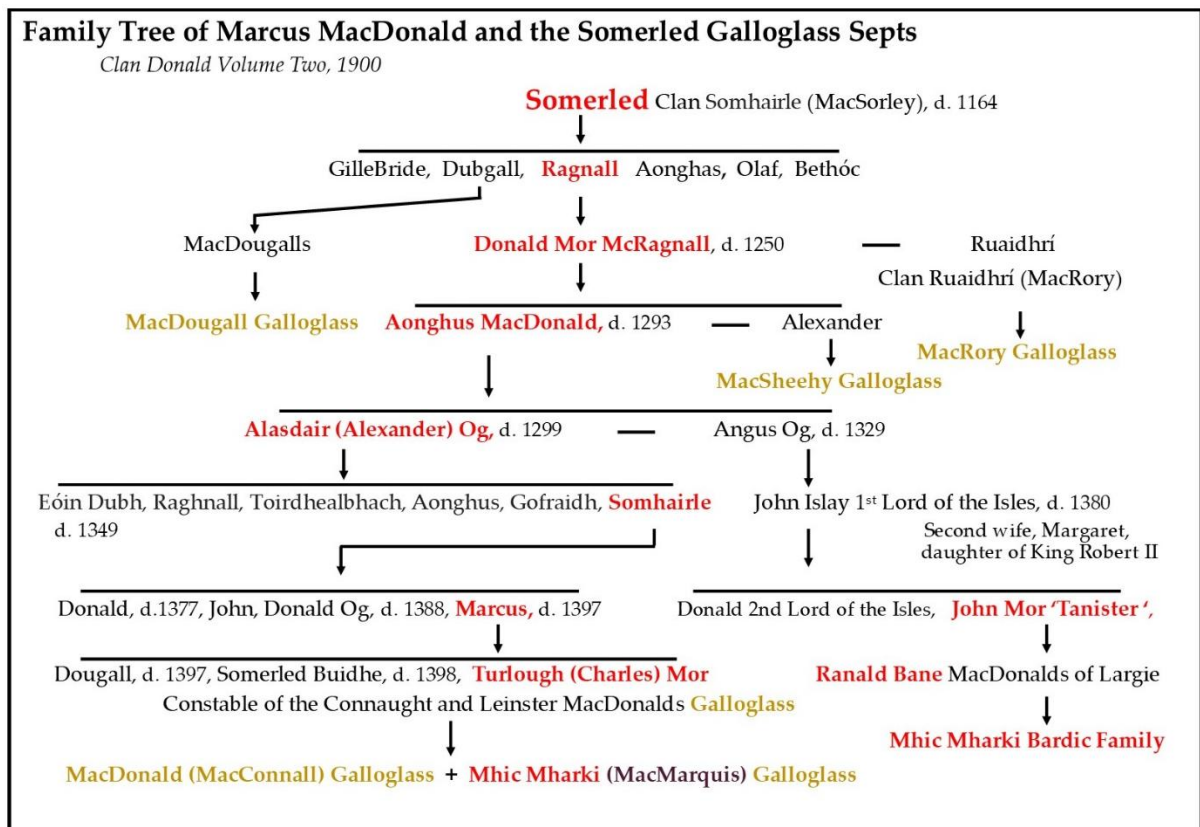 Family Tree of Marcus MacDonald and the Somerled Galloglass Septs
Clan Donald Volume Two, 1900
Somerled Clan Somhairle (MacSorley), d. 1164
GilleBride, Dubgall, Ragnall Aonghas, Olaf, Bethóc
MacDougalls Donald Mor McRagnall, d. 1250 — Ruaidhrí
Clan Ruaidhrí (MacRory)
MacDougall Galloglass Aonghus MacDonald, d. 1293 — Alexander
MacRory Galloglass
MacSheehy Galloglass
Alasdair (Alexander) Og, d. 1299 — Angus Og, d. 1329
Eóin Dubh, Raghnall, Toirdhealbhach, Aonghus, Gofraidh, Somhairle John Islay 1st Lord of the Isles, d. 1380
d. 1349 Second wife, Margaret,
daughter of King Robert II
Donald, d.1377, John, Donald Og, d. 1388, Marcus, d. 1397 Donald 2nd Lord of the Isles, John Mor 'Tanister ',
Dougall, d. 1397, Somerled Buidhe, d. 1398, Turlough (Charles) Mor Ranald Bane MacDonalds of Largie
Constable of the Connaught and Leinster MacDonalds Galloglass
Mhic Mharki Bardic Family
MacDonald (MacConnall) Galloglass + Mhic Mharki (MacMarquis) Galloglass